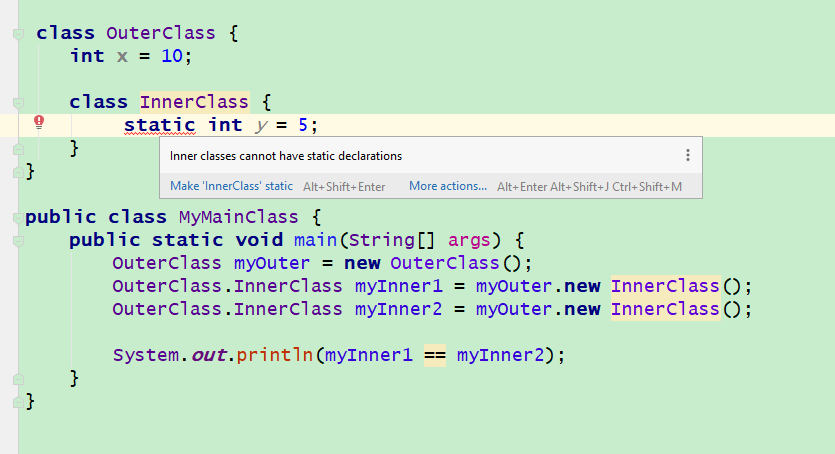 class OuterClass {
int x = 10;
class InnerClass {
static int y = 5;
}
Inner classes cannot have static declarations
}
Make 'InnerClass' static Alt+Shift+Enter More actions... Alt+Enter Alt+Shift+J Ctrl+Shift+M
public class MyMainClass {
public static void main(String[] args) {
OuterClass myOuter = new OuterClass();
OuterClass.InnerClass myInner1 = myOuter.new InnerClass();
OuterClass.InnerClass myInner2 = myOuter.new InnerClass();
System.out.println(myInner1 == myInner2);
}
}